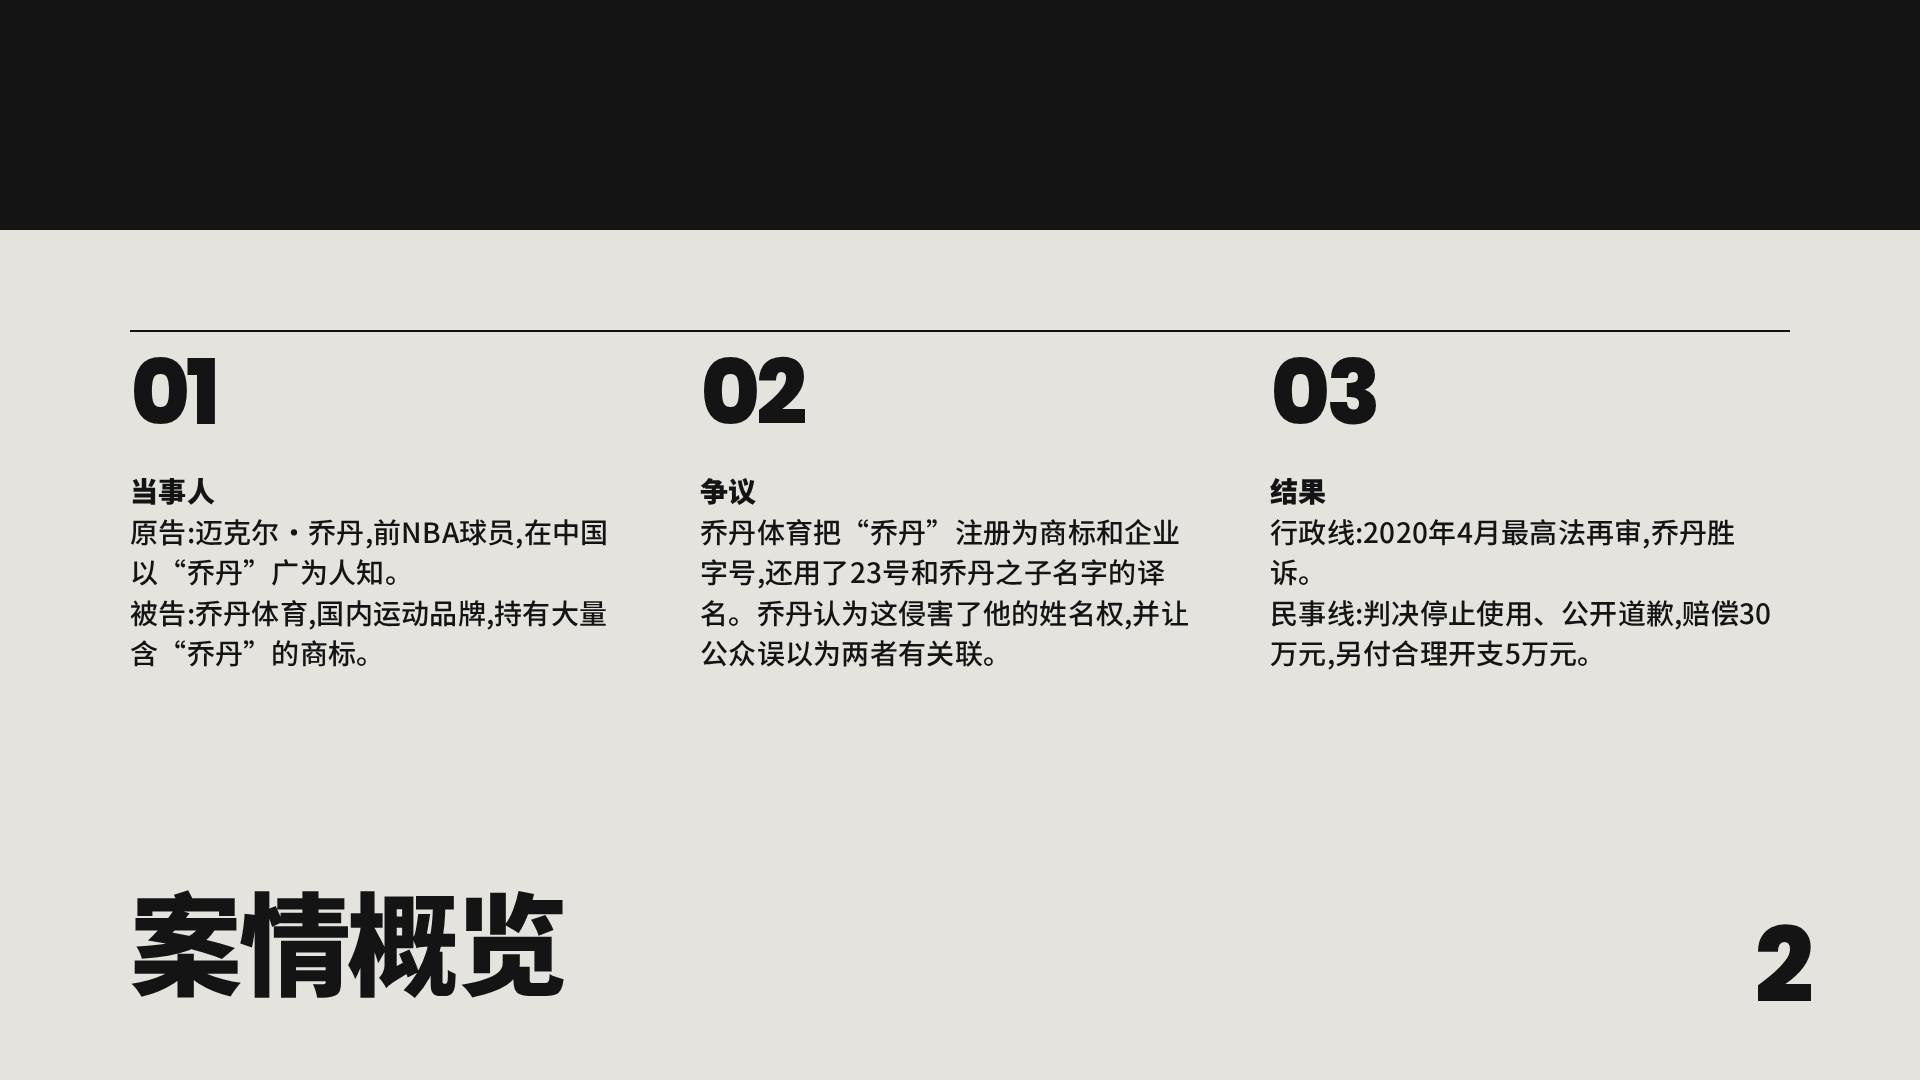 01
当事人
原告:迈克尔·乔丹,前NBA球员,在中国
以“乔丹”广为人知。
被告:乔丹体育,国内运动品牌,持有大量
含“乔丹”的商标。
02
争议
乔丹体育把“乔丹”注册为商标和企业
字号,还用了23号和乔丹之子名字的译
名。乔丹认为这侵害了他的姓名权,并让
公众误以为两者有关联。
03
结果
行政线:2020年4月最高法再审,乔丹胜
诉。
民事线:判决停止使用、公开道歉,赔偿30
万元,另付合理开支5万元。
案情概览
2